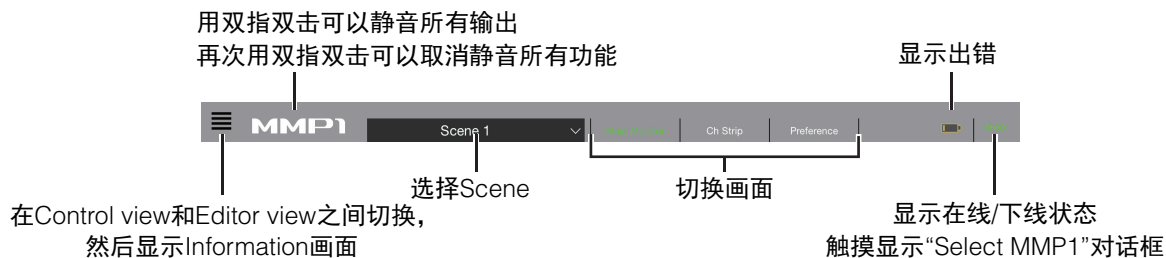 用双指双击可以静音所有输出
再次用双指双击可以取消静音所有功能
显示出错
MMP1
Scene 1
Ch Strip
Preference
选择Scene
切换画面
在Control view和Editor view之间切换，
然后显示Information画面
显示在线/下线状态
触摸显示“Select MMP1”对话框